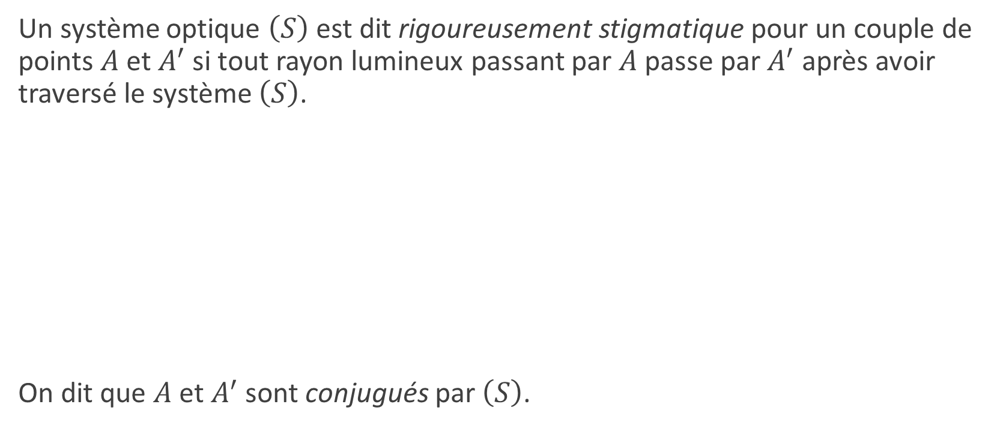 Un système optique (S) est dit rigoureusement stigmatique pour un couple de
points A et A′ si tout rayon lumineux passant par A passe par A′ après avoir
traversé le système (S).
On dit que A et A′ sont conjugués par (S).